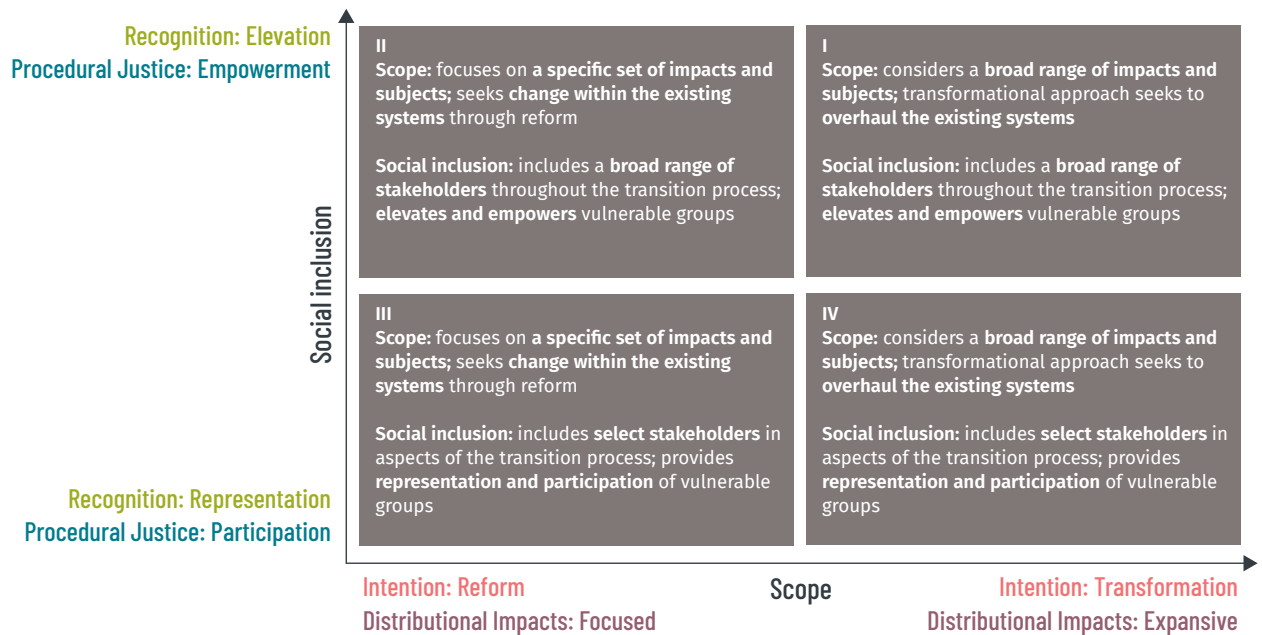 Recognition: Elevation
Procedural Justice: Empowerment
Social inclusion
Recognition: Representation
Procedural Justice: Participation
II
Scope: focuses on a specific set of impacts and
subjects; seeks change within the existing
systems through reform
Social inclusion: includes a broad range of
stakeholders throughout the transition process;
elevates and empowers vulnerable groups
I
Scope: considers a broad range of impacts and
subjects; transformational approach seeks to
overhaul the existing systems
Social inclusion: includes a broad range of
stakeholders throughout the transition process;
elevates and empowers vulnerable groups
III
Scope: focuses on a specific set of impacts and
subjects; seeks change within the existing
systems through reform
Social inclusion: includes select stakeholders in
aspects of the transition process; provides
representation and participation of vulnerable
groups
IV
Scope: considers a broad range of impacts and
subjects; transformational approach seeks to
overhaul the existing systems
Social inclusion: includes select stakeholders in
aspects of the transition process; provides
representation and participation of vulnerable
groups
Intention: Reform
Distributional Impacts: Focused
Scope
Intention: Transformation
Distributional Impacts: Expansive